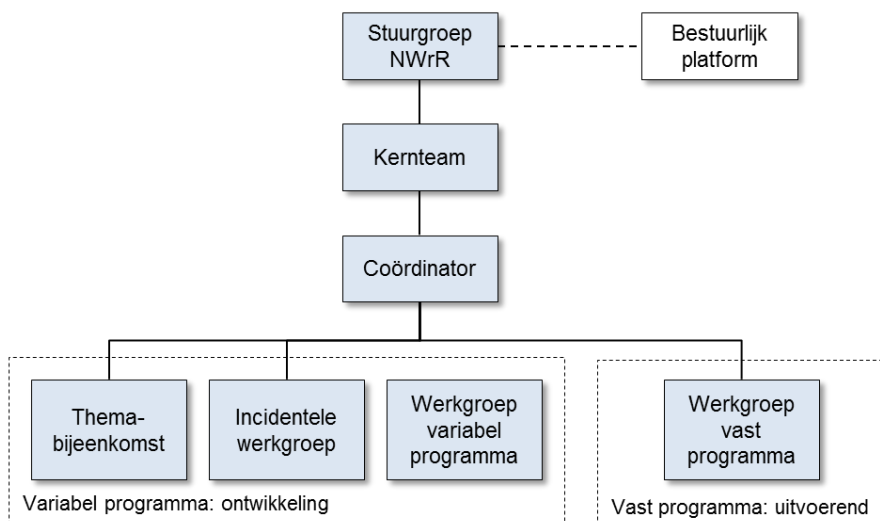 Stuurgroep
NWrR
Bestuurlijk
platform
Kernteam
Coördinator
Thema-
bijeenkomst
Incidentele
werkgroep
Werkgroep
variabel
programma
Werkgroep
vast
programma
Variabel programma: ontwikkeling
Vast programma: uitvoerend